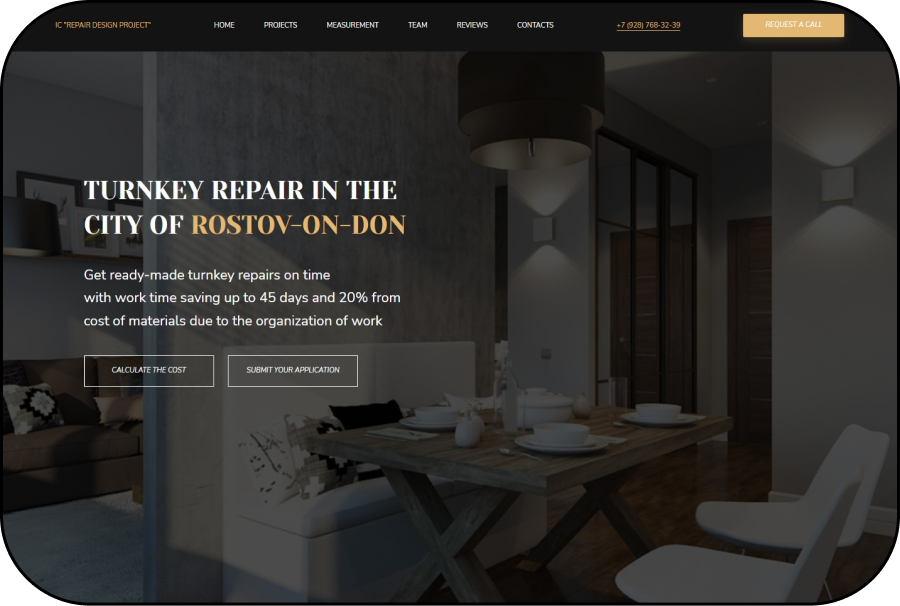 IC "REPAIR DESIGN PROJECT"
HOME
PROJECTS
MEASUREMENT
TEAM
REVIEWS
CONTACTS
+7 (928) 768-32-39
REQUEST A CALL
TURNKEY REPAIR IN THE
CITY OF ROSTOV-ON-DON
Get ready-made turnkey repairs on time
with work time saving up to 45 days and 20% from
cost of materials due to the organization of work
CALCULATE THE COST
SUBMIT YOUR APPLICATION